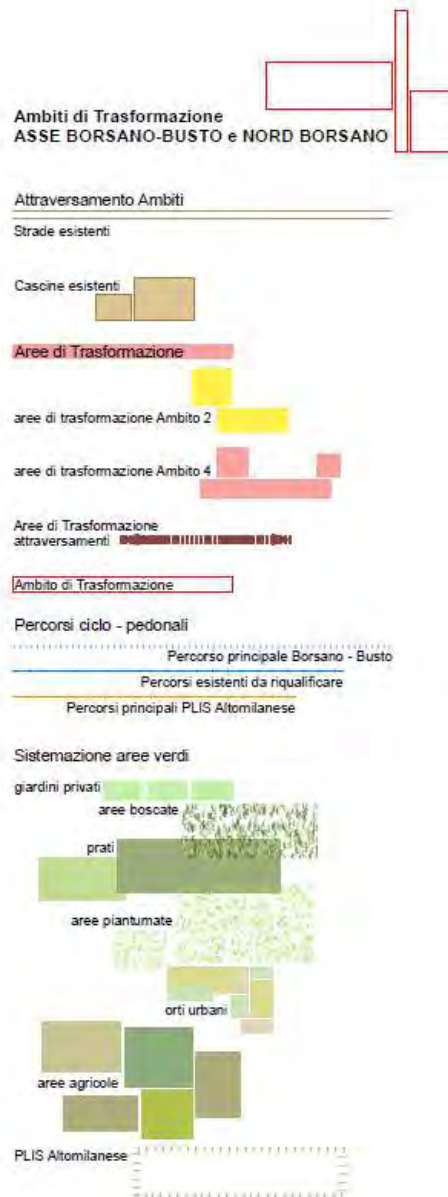 Ambiti di Trasformazione
ASSE BORSANO-BUSTO e NORD BORSANO
Attraversamento Ambiti
Strade esistenti
Cascine esistenti
Aree di Trasformazione
aree di trasformazione Ambito 2
aree di trasformazione Ambito 4
Aree di Trasformazione
attraversamenti
Ambito di Trasformazione
Percorsi ciclo - pedonali
Percorso principale Borsano - Busto
Percorsi esistenti da riqualificare
Percorsi principali PLIS Altomilanese
Sistemazione aree verdi
giardini privati
aree boscate
prati
aree piantumate
orti urbani
aree agricole
PLIS Altomilanese